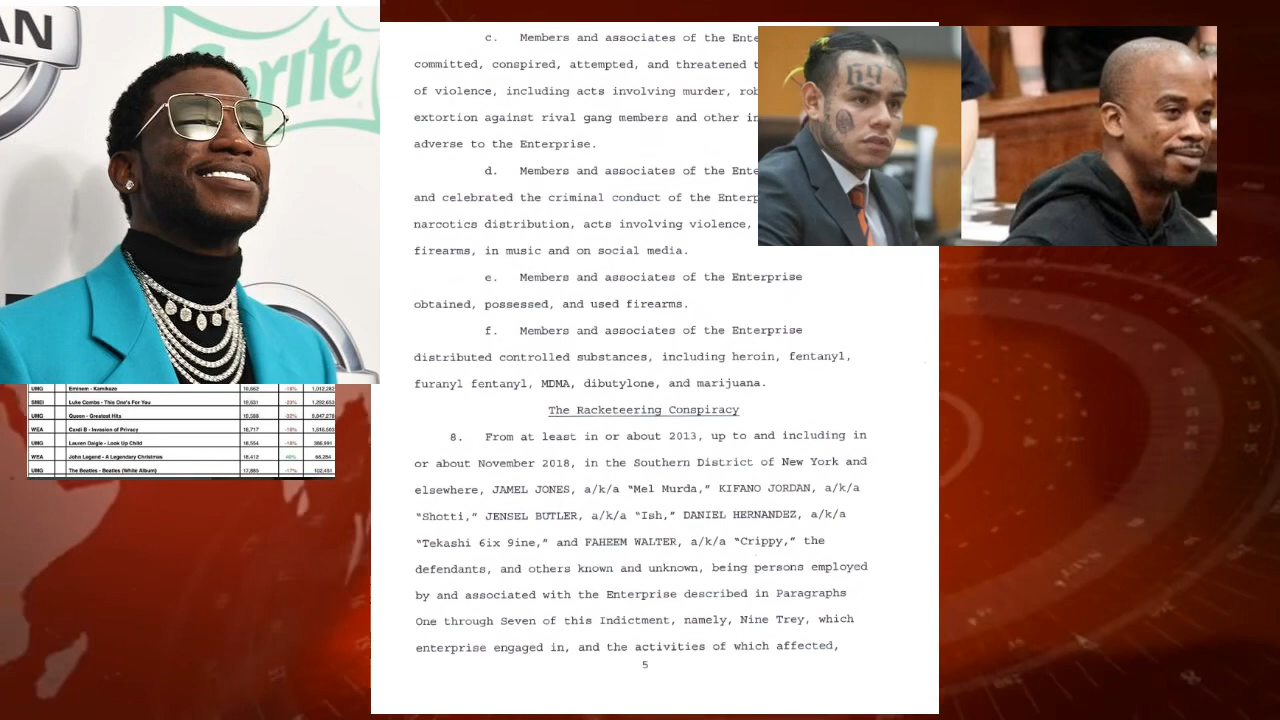 AN
Sprite
c. Members and associates of the Ente
committed, conspired, attempted, and threatened t
of violence, including acts involving murder, rob
extortion against rival gang members and other in
adverse to the Enterprise.
d. Members and associates of the Ente
and celebrated the criminal conduct of the Enterp
narcotics distribution, acts involving violence,
firearms, in music and on social media.
e. Members and associates of the Enterprise
obtained, possessed, and used firearms.
f. Members and associates of the Enterprise
distributed controlled substances, including heroin, fentanyl,
furanyl fentanyl, MDMA, dibutylone, and marijuana.
The Racketeering Conspiracy
8. From at least in or about 2013, up to and including in
or about November 2018, in the Southern District of New York and
elsewhere, JAMEL JONES, a/k/a “Mel Murda,” KIFANO JORDAN, a/k/a
“Shotti,” JENSEL BUTLER, a/k/a “Ish,” DANIEL HERNANDEZ, a/k/a
“Tekashi 6ix 9ine,” and FAHEEM WALTER, a/k/a “Crippy,” the
defendants, and others known and unknown, being persons employed
by and associated with the Enterprise described in Paragraphs
One through Seven of this Indictment, namely, Nine Trey, which
enterprise engaged in, and the activities of which affected,
5
69
UMG Eminem - Kamikaze -18%
SMEI Luke Combs - This One's For You -23%
UMG Queen - Greatest Hits -32%
WEA Cardi B - Invasion of Privacy -18%
UMG Lauren Daigle - Look Up Child -18%
WEA John Legend - A Legendary Christmas
UMG The Beatles - Beatles (White Album) -17%